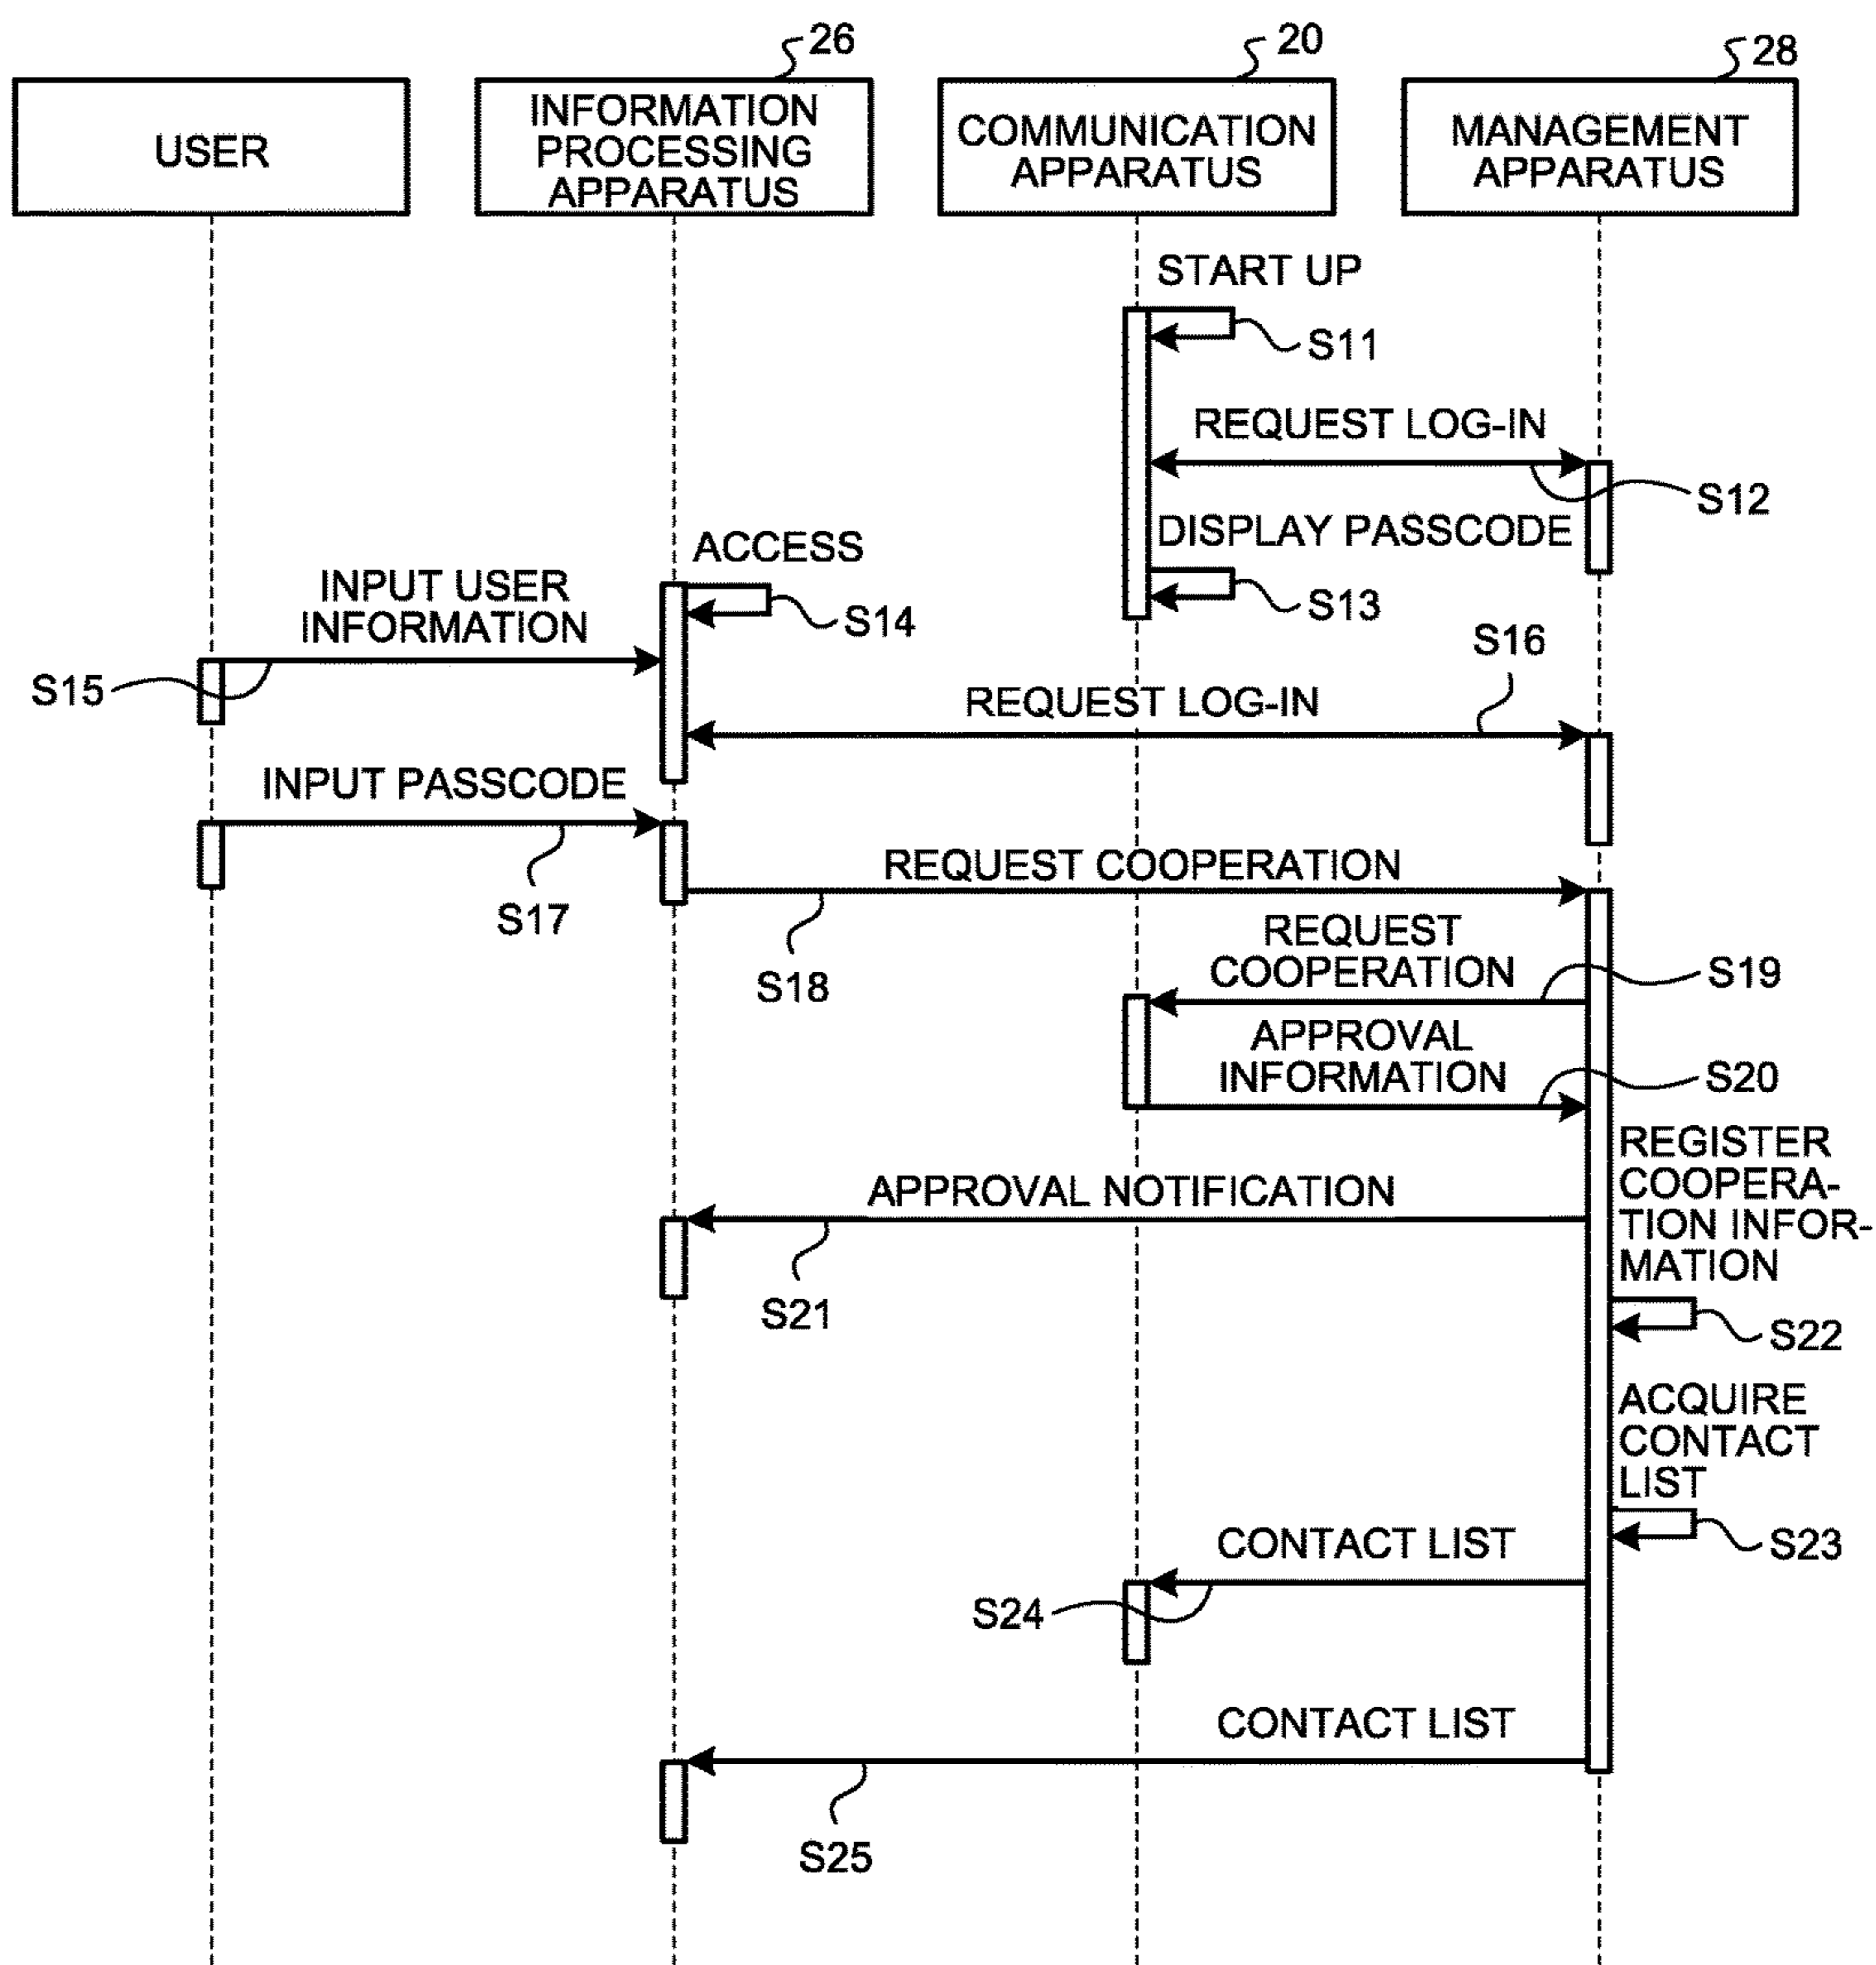 26
20
28
USER
INFORMATION
PROCESSING
APPARATUS
COMMUNICATION
APPARATUS
MANAGEMENT
APPARATUS
START UP
S11
REQUEST LOG-IN
S12
DISPLAY PASSCODE
S13
ACCESS
S14
INPUT USER
INFORMATION
S15
S16
REQUEST LOG-IN
INPUT PASSCODE
S17
REQUEST COOPERATION
S18
REQUEST
COOPERATION
S19
APPROVAL
INFORMATION
S20
APPROVAL NOTIFICATION
S21
REGISTER
COOPERA-
TION INFOR-
MATION
S22
ACQUIRE
CONTACT
LIST
S23
CONTACT LIST
S24
CONTACT LIST
S25